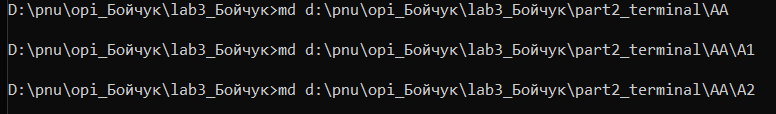 D:\pnu\opi_Бойчук\lab3_Бойчук>md d:\pnu\opi_Бойчук\lab3_Бойчук\part2_terminal\AA
D:\pnu\opi_Бойчук\lab3_Бойчук>md d:\pnu\opi_Бойчук\lab3_Бойчук\part2_terminal\AA\A1
D:\pnu\opi_Бойчук\lab3_Бойчук>md d:\pnu\opi_Бойчук\lab3_Бойчук\part2_terminal\AA\A2